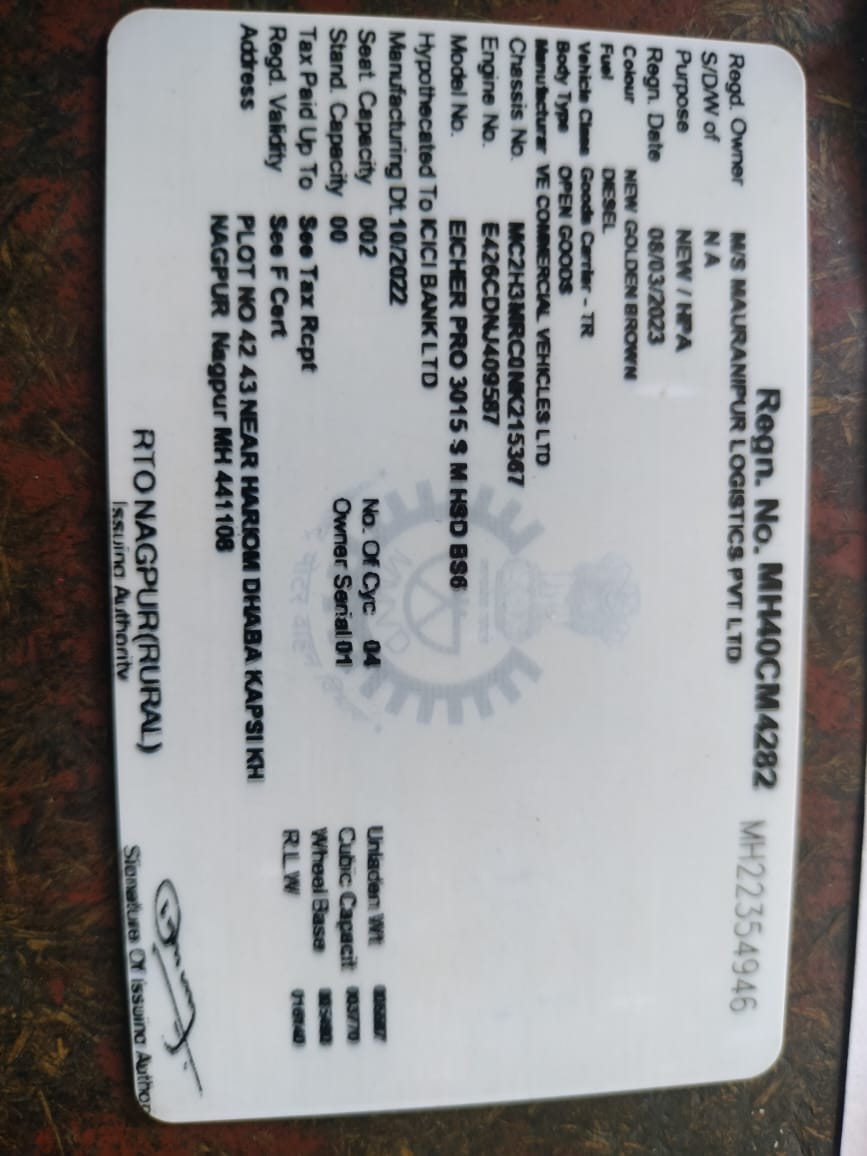 Regn. No. MH40CM4282 MH22354946
Regd. Owner M/S MAURANIPUR LOGISTICS PVT LTD
S/D/W of N A
Purpose NEW / HPA
Regn. Date 08/03/2023
Colour NEW GOLDEN BROWN
Fuel DIESEL
Vehicle Class Goods Carrier - TR
Body Type OPEN GOODS
Manufacturer VE COMMERCIAL VEHICLES LTD
Chassis No. MC2H3MRC0NK215367
Engine No. E426CDNJ409587
Model No. EICHER PRO 3015 S M HSD BS6
Hypothecated To ICICI BANK LTD
Manufacturing Dt. 10/2022
Seat. Capacity 002 No. Of Cyc 04 Unladen Wt
Stand. Capacity 00 Owner Serial 01 Cubic Capacit 003770
Tax Paid Up To See Tax Rcpt Wheel Base
Regd. Validity See F Cert R.L.W
Address PLOT NO 42 43 NEAR HARIOM DHABA KAPSI KH
NAGPUR Nagpur MH 441108
RTO NAGPUR(RURAL)
Issuing Authority Signature Of Issuing Author